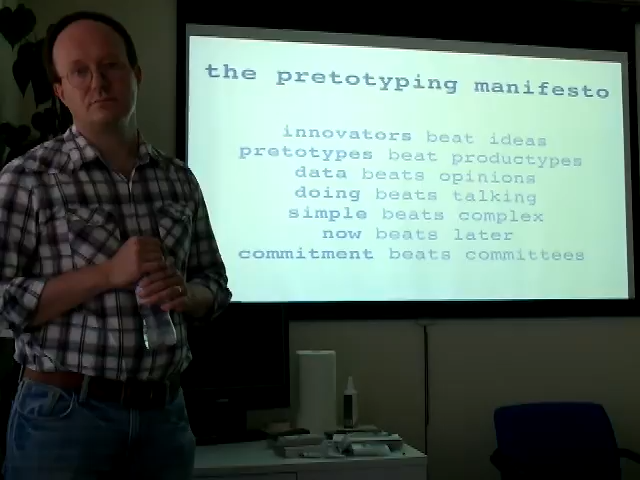 the pretotyping manifesto
innovators beat ideas
pretotypes beat productypes
data beats opinions
doing beats talking
simple beats complex
now beats later
commitment beats committees